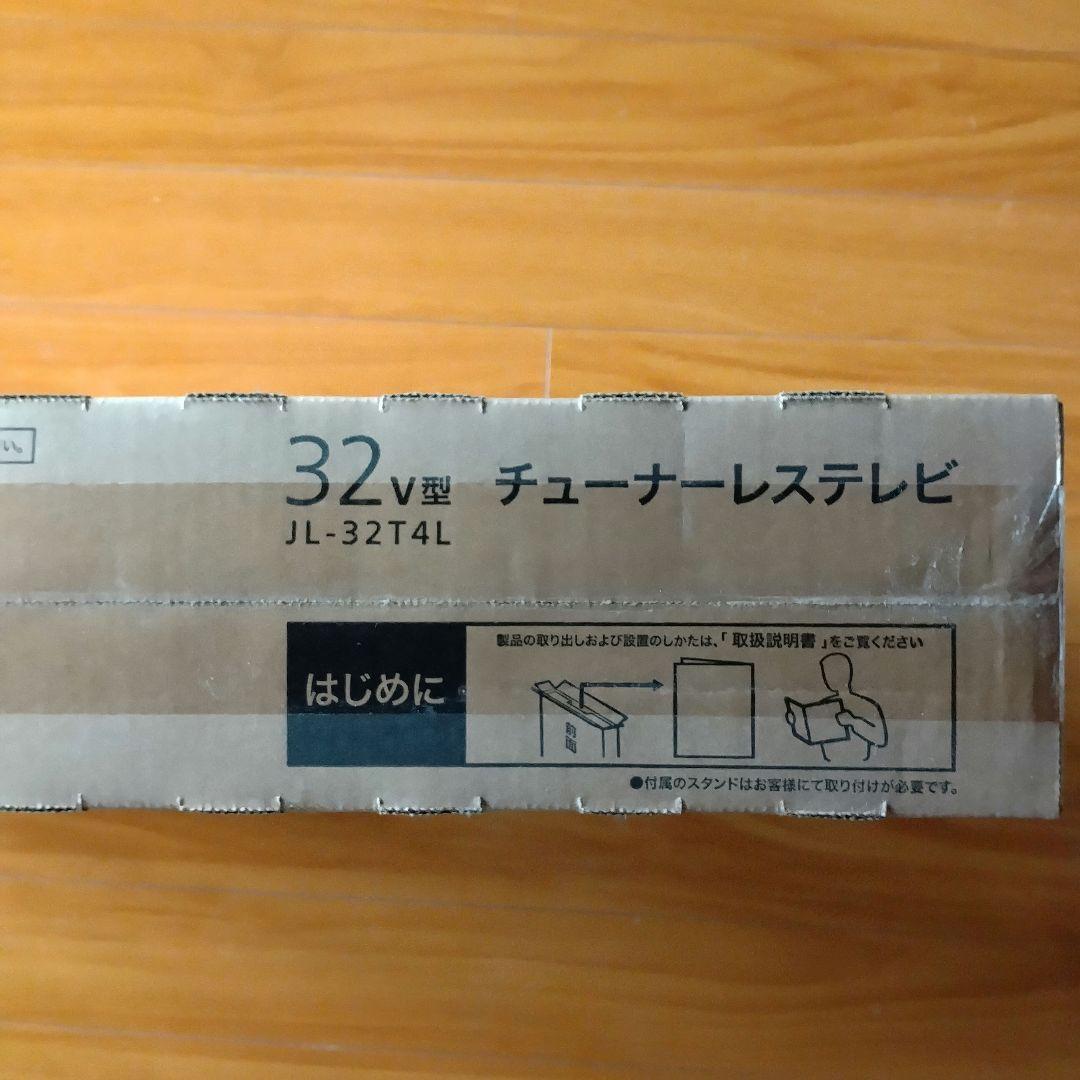 い。
32V型 チューナーレステレビ
JL-32T4L
はじめに
製品の取り出しおよび設置のしかたは、「取扱説明書」をご覧ください
前面
●付属のスタンドはお客様にて取り付けが必要です。